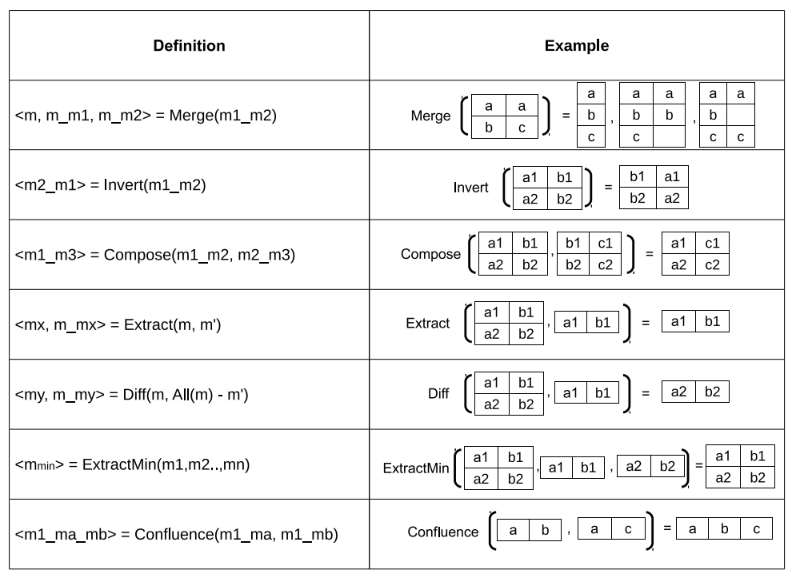 Definition Example
<m, m_m1, m_m2> = Merge(m1_m2) Merge ( a a b c ) = a b c , a a b b c , a a b c c
<m2_m1> = Invert(m1_m2) Invert ( a1 b1 a2 b2 ) = b1 a1 b2 a2
<m1_m3> = Compose(m1_m2, m2_m3) Compose ( a1 b1 a2 b2 , b1 c1 b2 c2 ) = a1 c1 a2 c2
<mx, m_mx> = Extract(m, m') Extract ( a1 b1 a2 b2 , a1 b1 ) = a1 b1
<my, m_my> = Diff(m, All(m) - m') Diff ( a1 b1 a2 b2 , a1 b1 ) = a2 b2
<mmin> = ExtractMin(m1,m2..,mn) ExtractMin ( a1 b1 a2 b2 , a1 b1 , a2 b2 ) = a1 b1 a2 b2
<m1_ma_mb> = Confluence(m1_ma, m1_mb) Confluence ( a b , a c ) = a b c